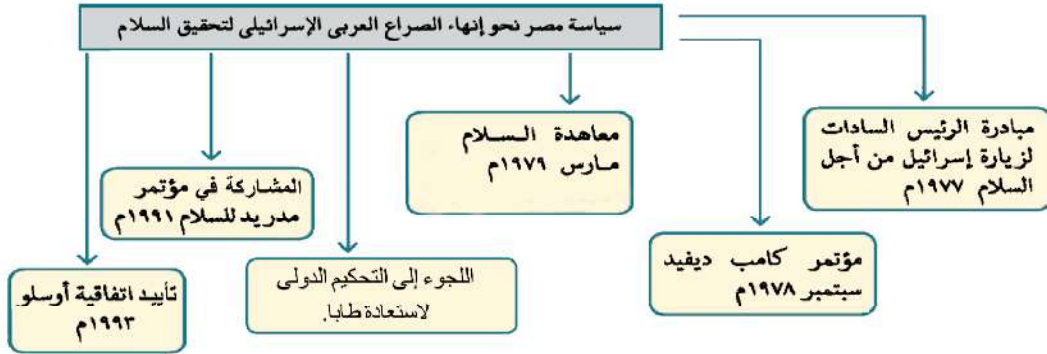 سياسة مصر نحو إنهاء الصراع العربى الإسرائيلى لتحقيق السلام
مبادرة الرئيس السادات
لزيارة إسرائيل من أجل
السلام ١٩٧٧م
مؤتمر كامب ديفيد
سبتمبر ١٩٧٨م
معاهدة السلام
مارس ١٩٧٩م
اللجوء إلى التحكيم الدولى
لاستعادة طابا.
المشاركة في مؤتمر
مدريد للسلام ١٩٩١م
تأييد اتفاقية أوسلو
١٩٩٣م